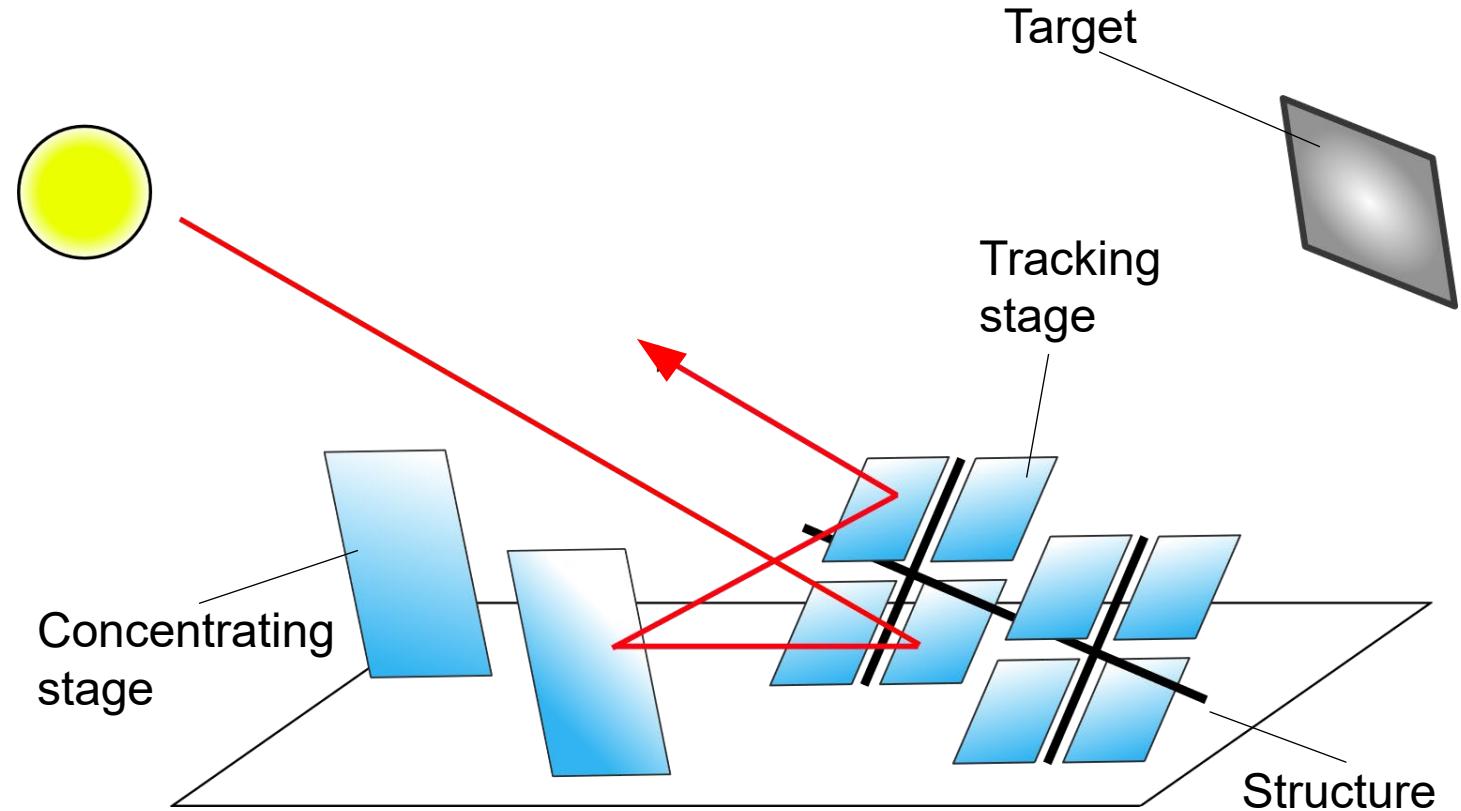 Target
Tracking
stage
Concentrating
stage
Structure